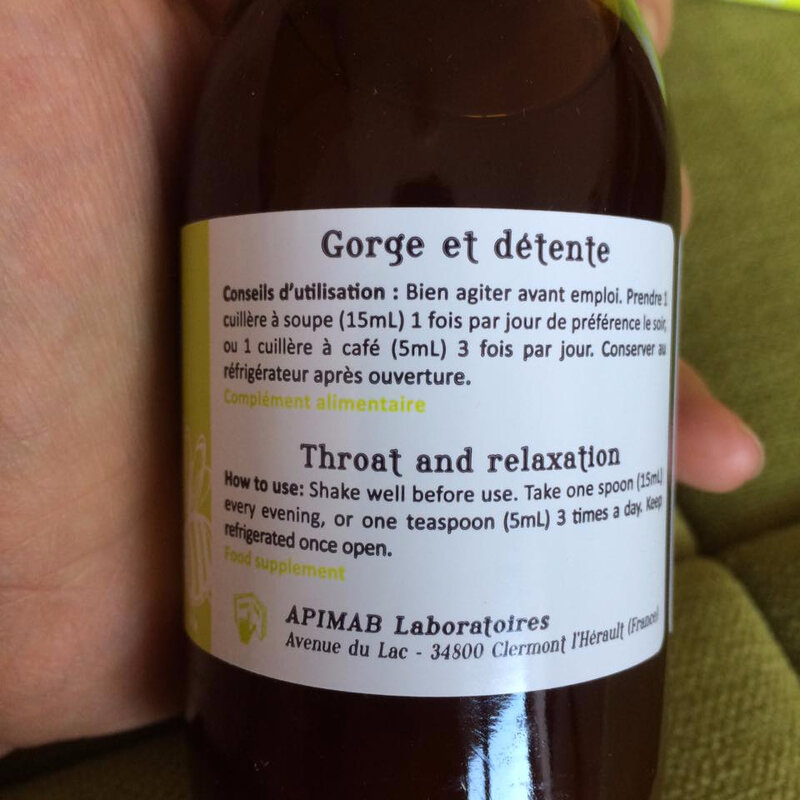 Gorge et détente
Conseils d'utilisation : Bien agiter avant emploi. Prendre 1
cuillère à soupe (15mL) 1 fois par jour de préférence le soir,
ou 1 cuillère à café (5mL) 3 fois par jour. Conserver au
réfrigérateur après ouverture.
Complément alimentaire
Throat and relaxation
How to use: Shake well before use. Take one spoon (15mL)
every evening, or one teaspoon (5mL) 3 times a day. Keep
refrigerated once open.
Food supplement
APIMAB Laboratoires
Avenue du Lac - 34800 Clermont l'Hérault (France)